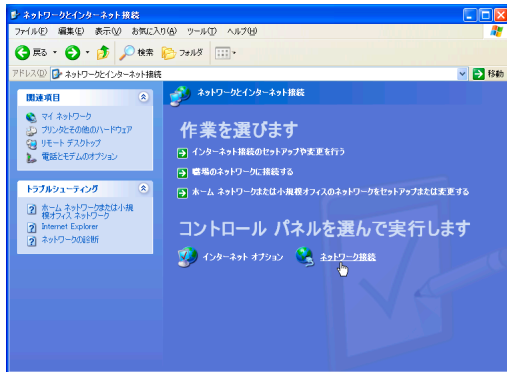 ネットワークとインターネット接続
ファイル(F) 編集(E) 表示(V) お気に入り(A) ツール(T) ヘルプ(H)
戻る 検索 フォルダ
アドレス(D) ネットワークとインターネット接続 移動
関連項目
マイ ネットワーク
プリンタとその他のハードウェア
リモート デスクトップ
電話とモデムのオプション
トラブルシューティング
ホーム ネットワークまたは小規
模オフィス ネットワーク
Internet Explorer
ネットワークの診断
ネットワークとインターネット接続
作業を選びます
インターネット接続のセットアップや変更を行う
職場のネットワークに接続する
ホーム ネットワークまたは小規模オフィスのネットワークをセットアップまたは変更する
コントロール パネルを選んで実行します
インターネット オプション ネットワーク接続